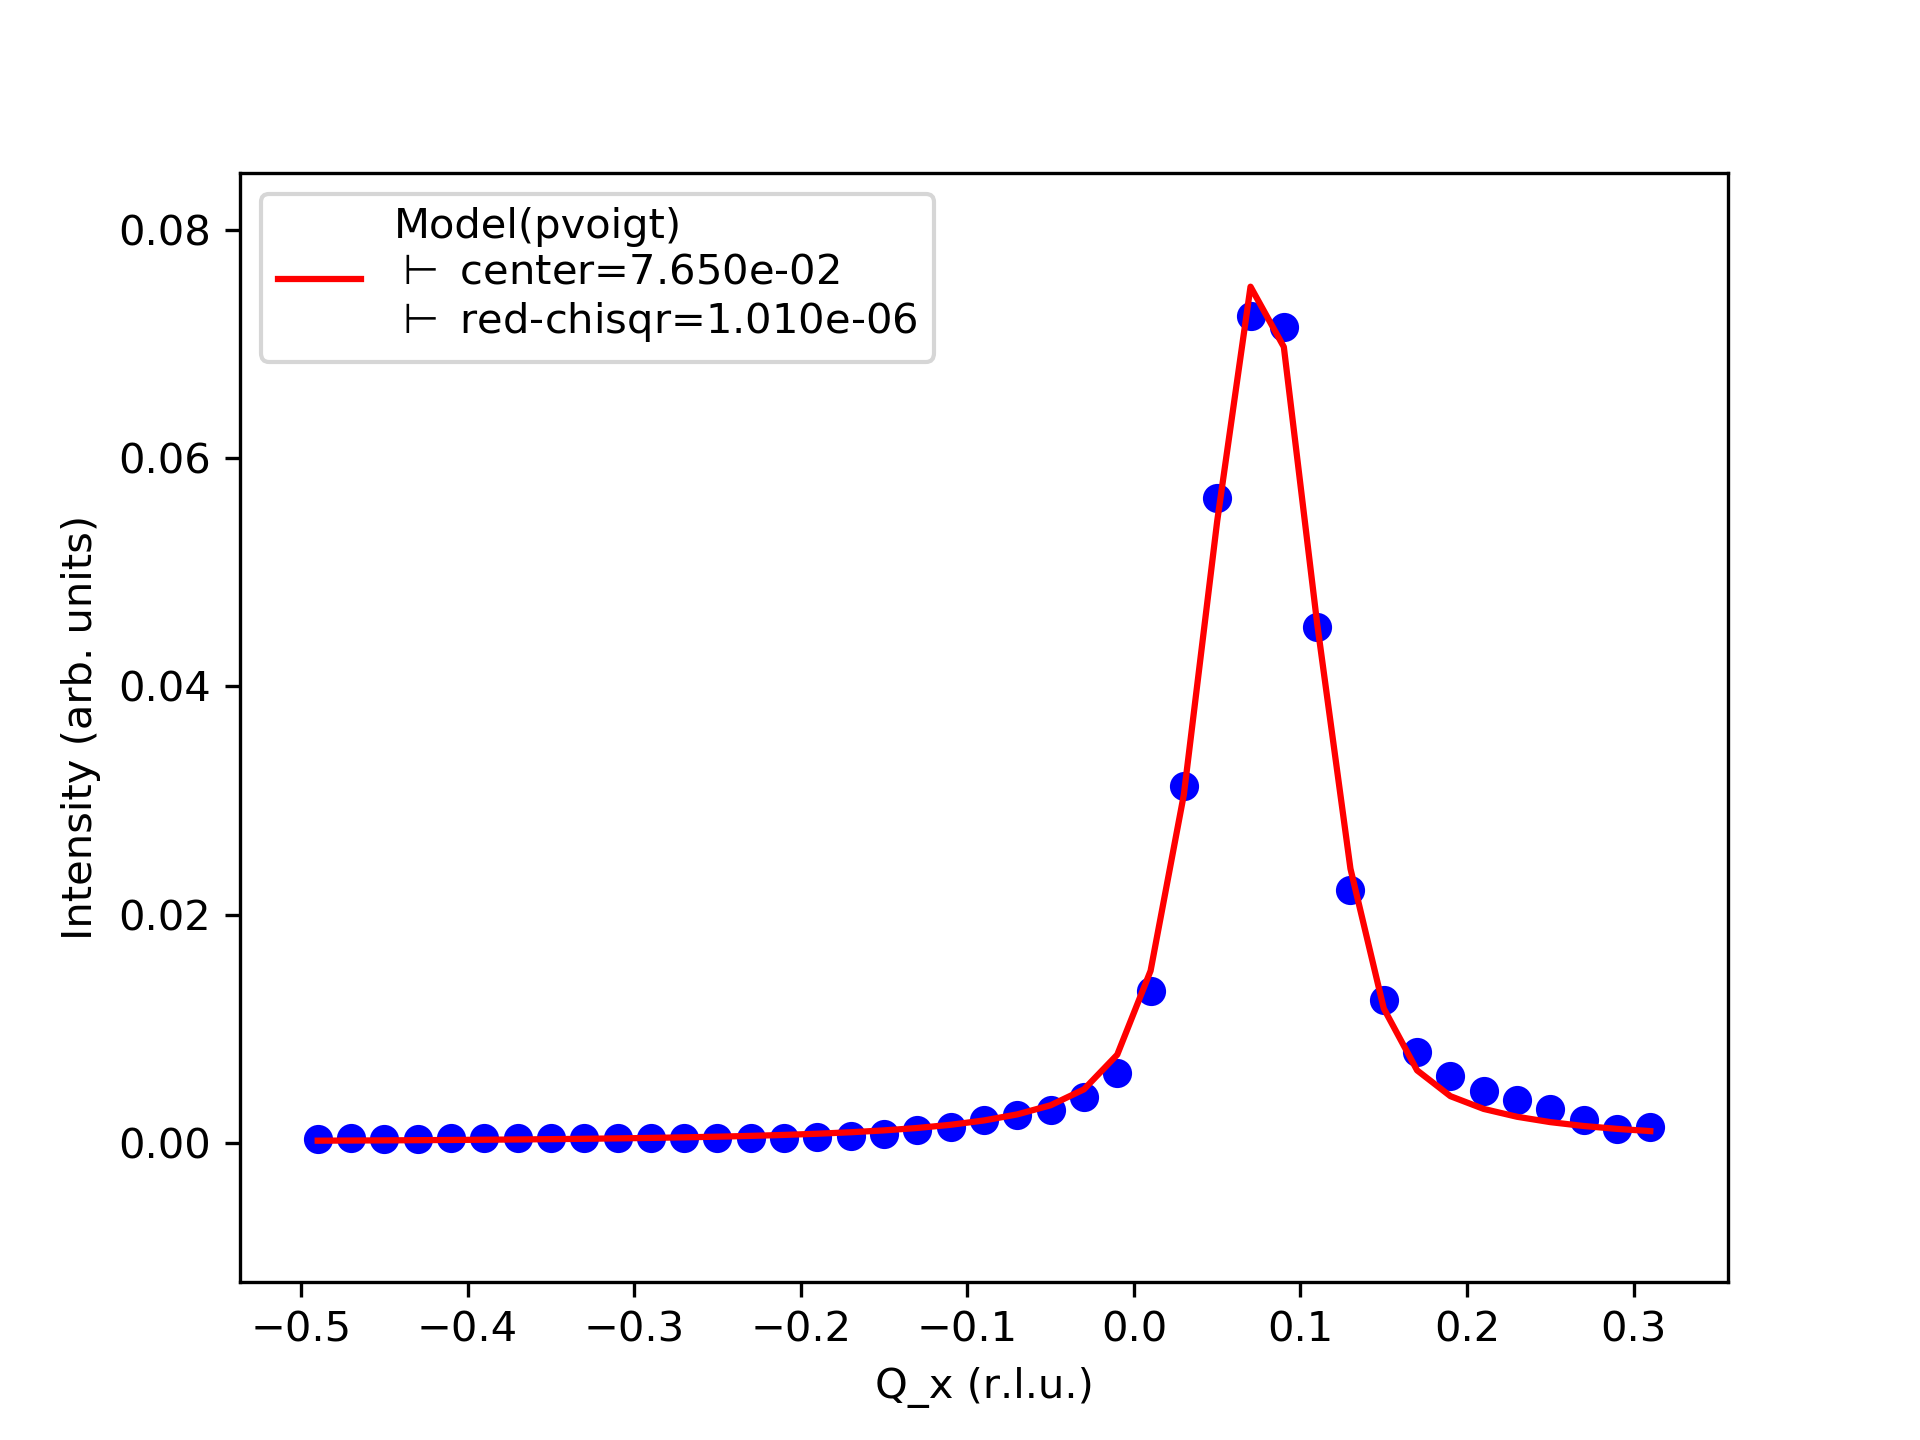 Model(pvoigt)
⊢ center=7.650e-02
⊢ red-chisqr=1.010e-06
0.08
0.06
0.04
0.02
0.00
Intensity (arb. units)
−0.5 −0.4 −0.3 −0.2 −0.1 0.0 0.1 0.2 0.3
Q_x (r.l.u.)